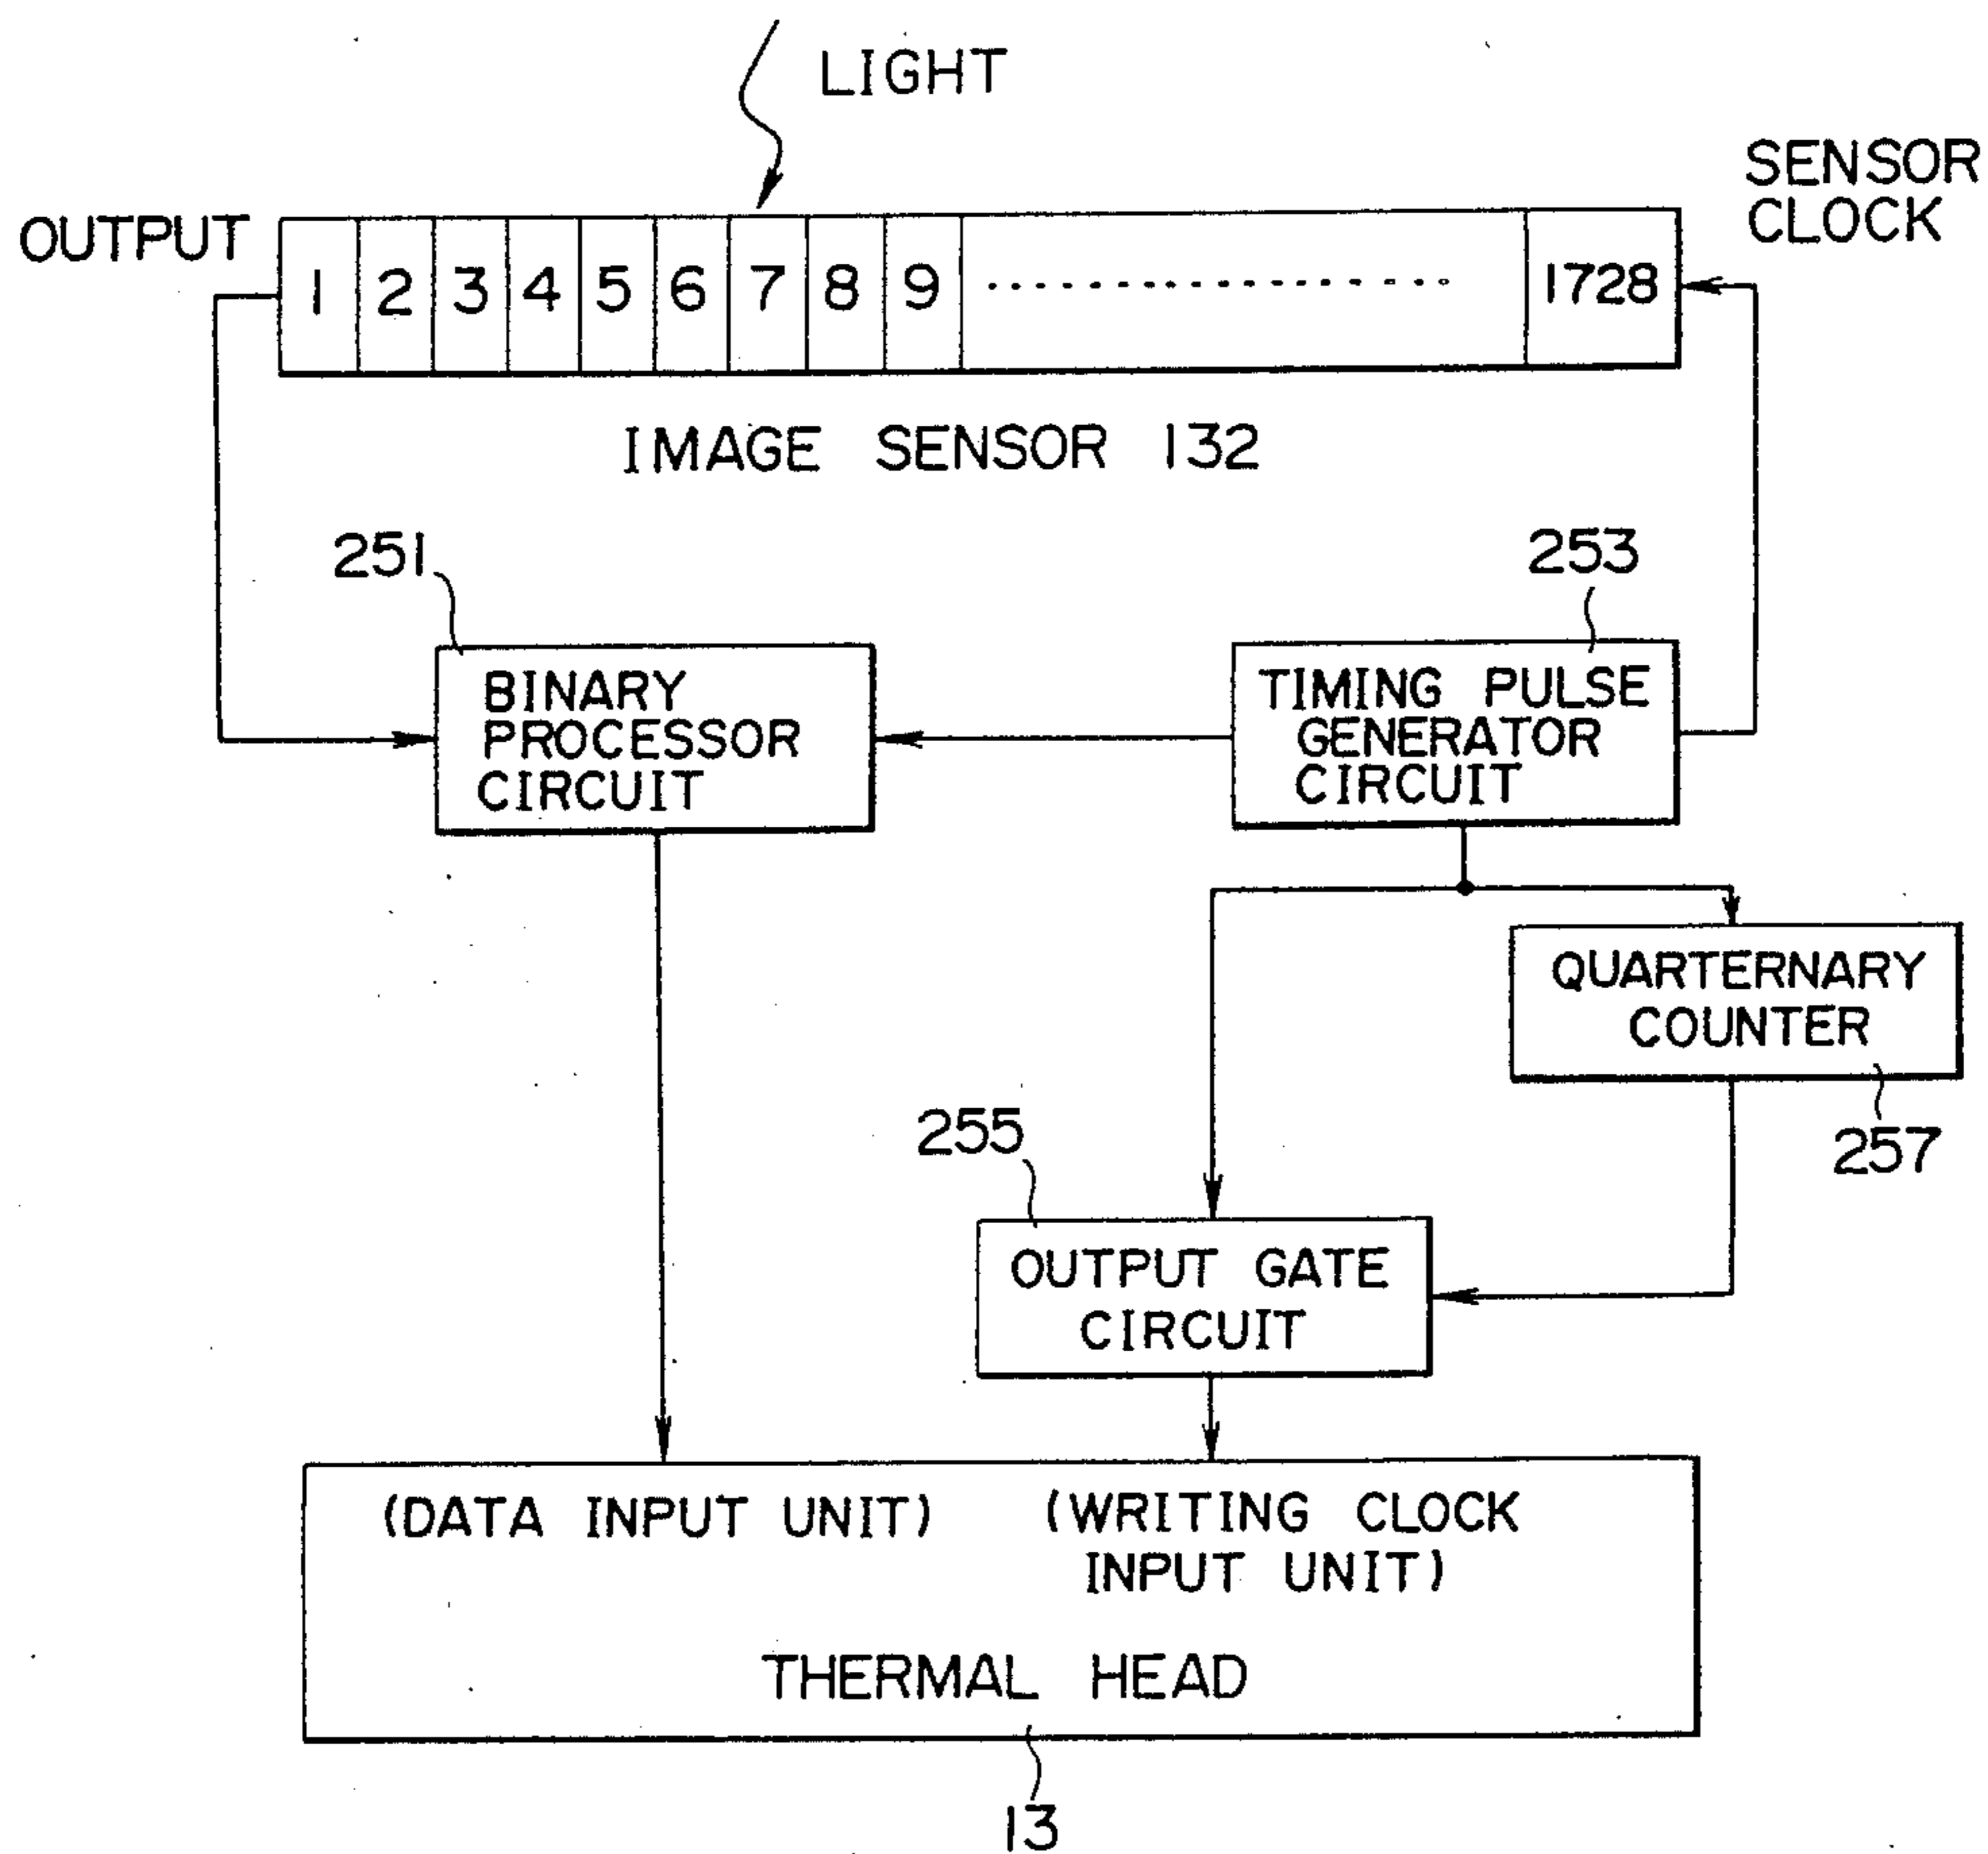 LIGHT
SENSOR
CLOCK
OUTPUT
1 2 3 4 5 6 7 8 9 ................... 1728
IMAGE SENSOR 132
251
253
BINARY
PROCESSOR
CIRCUIT
TIMING PULSE
GENERATOR
CIRCUIT
QUARTERNARY
COUNTER
257
255
OUTPUT GATE
CIRCUIT
(DATA INPUT UNIT)
(WRITING CLOCK
INPUT UNIT)
THERMAL HEAD
13